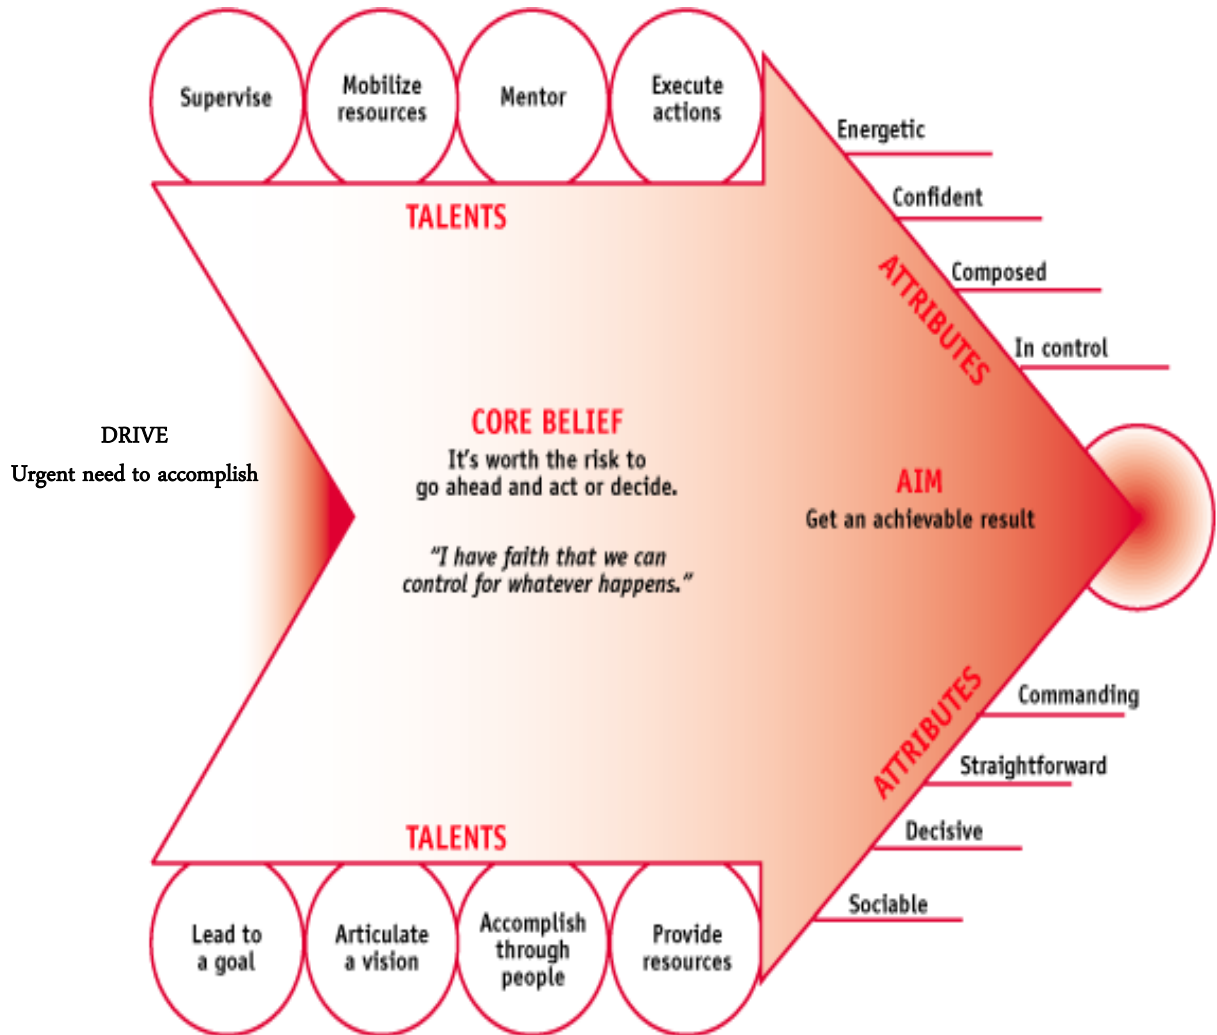 Supervise
Mobilize
resources
Mentor
Execute
actions
TALENTS
Energetic
Confident
Composed
In control
ATTRIBUTES
DRIVE
Urgent need to accomplish
CORE BELIEF
It's worth the risk to
go ahead and act or decide.
"I have faith that we can
control for whatever happens."
AIM
Get an achievable result
ATTRIBUTES
Commanding
Straightforward
Decisive
Sociable
TALENTS
Lead to
a goal
Articulate
a vision
Accomplish
through
people
Provide
resources